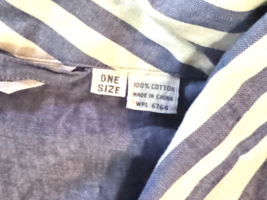 ONE
SIZE
100% COTTON
MADE IN CHINA
WPL 6764